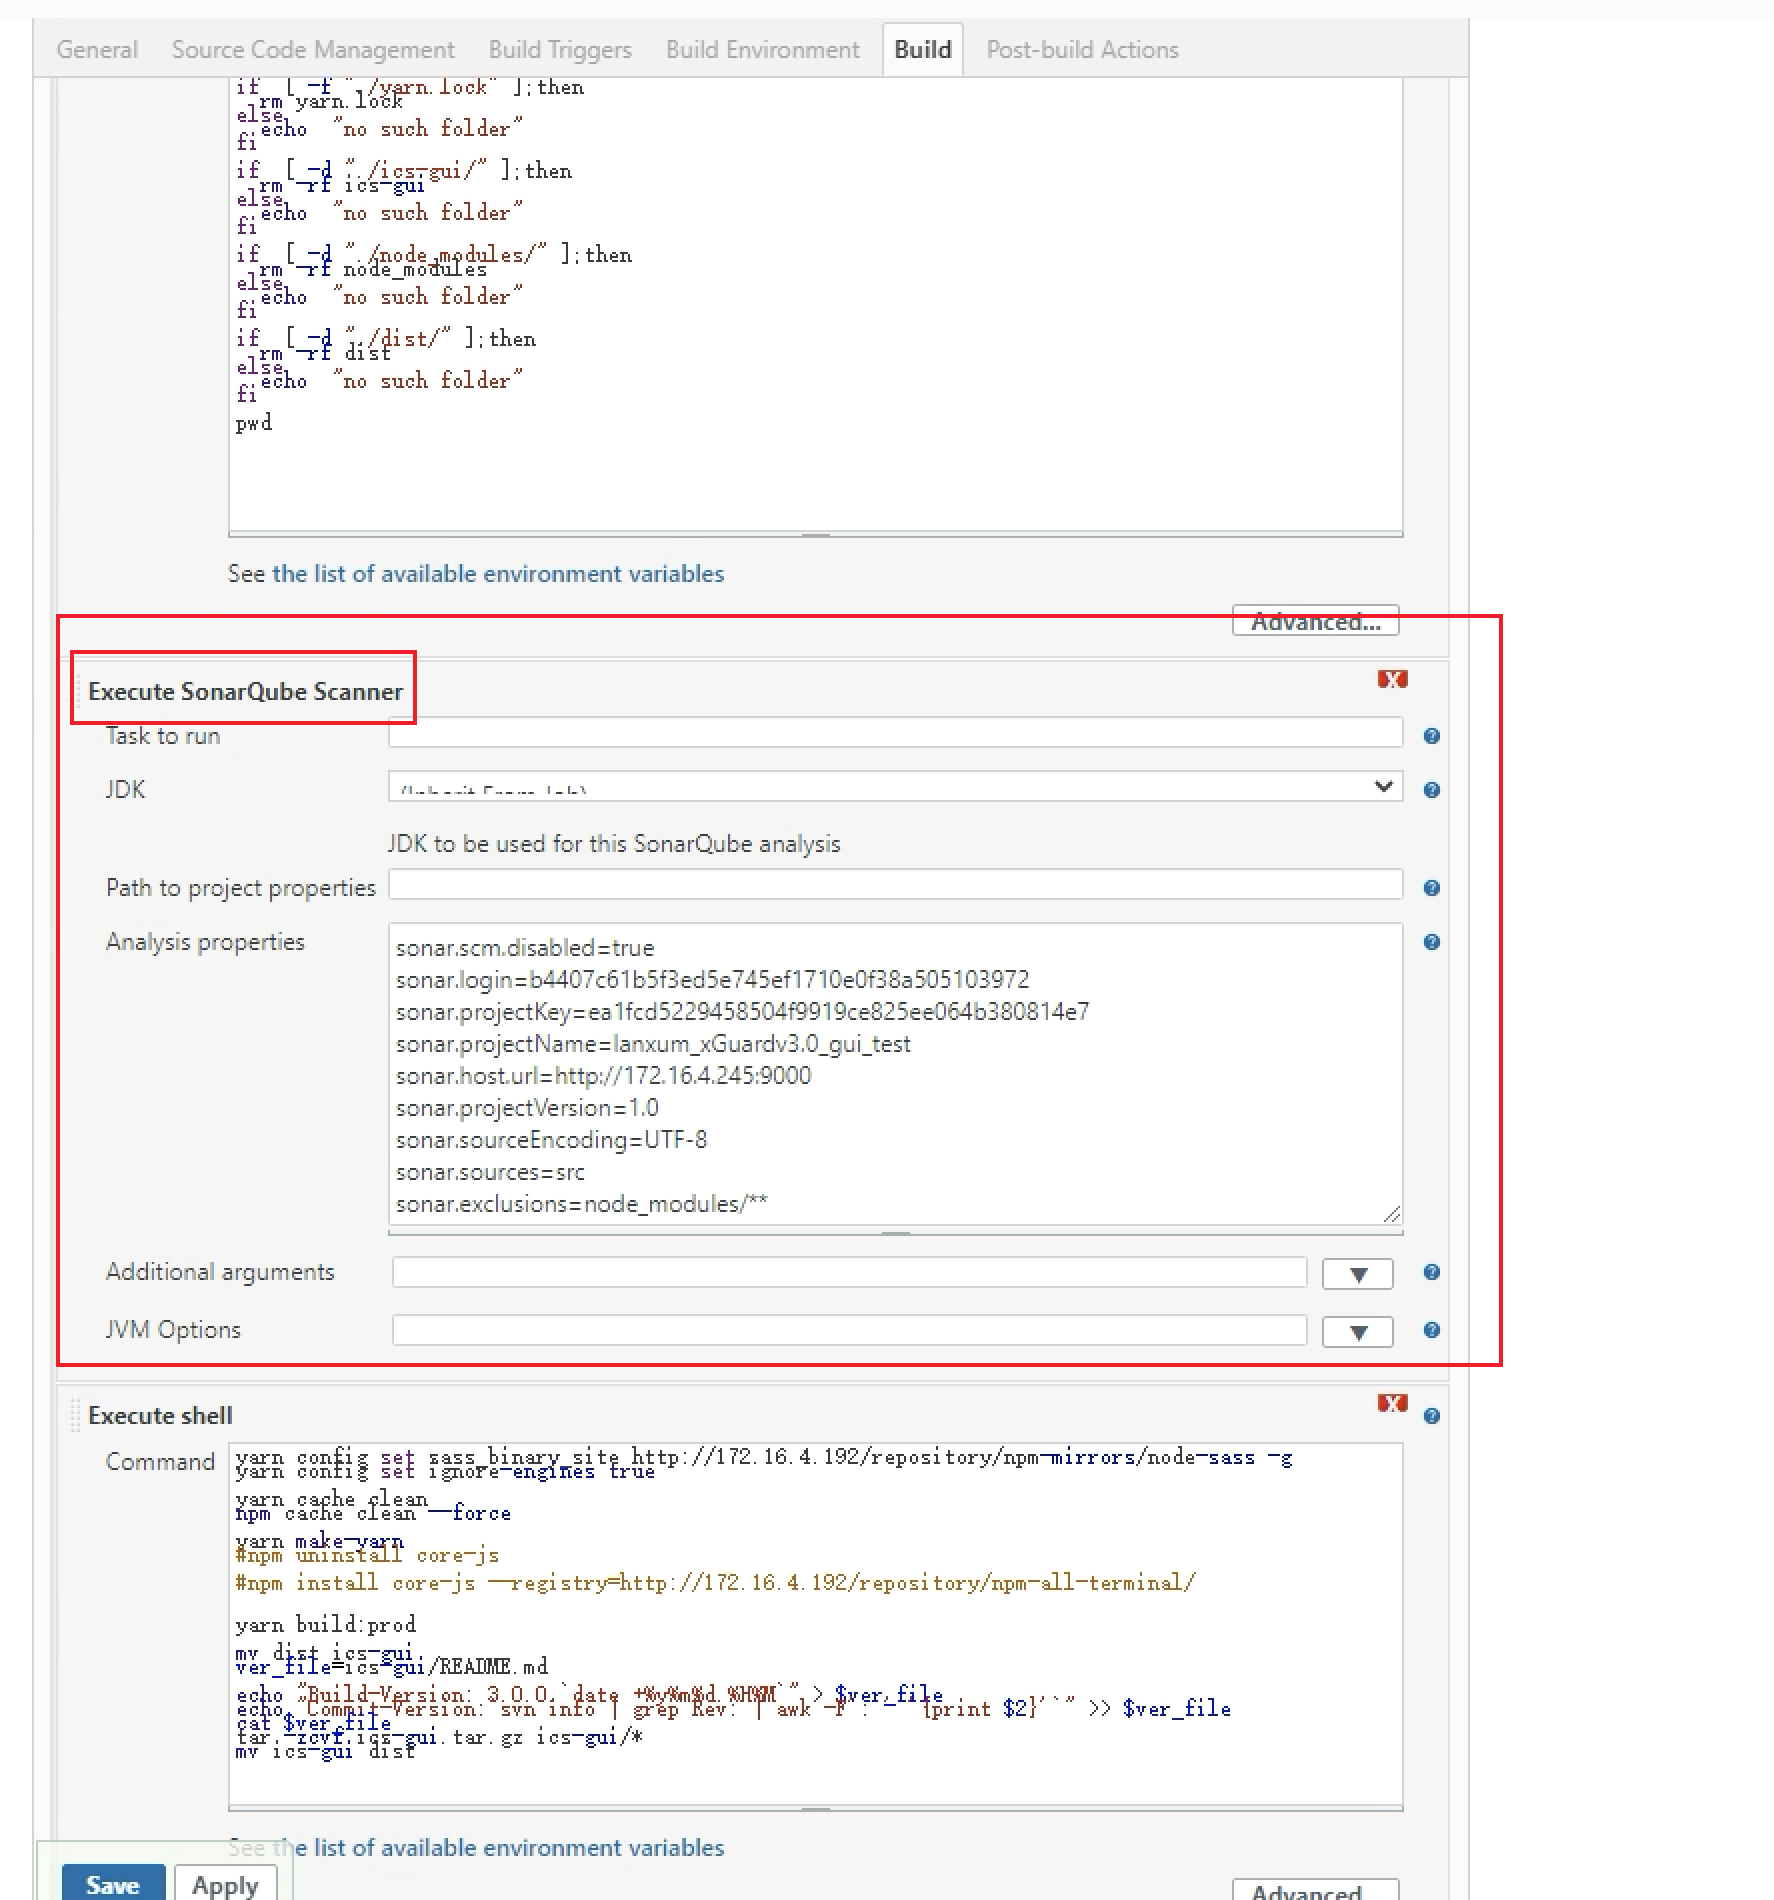 General Source Code Management Build Triggers Build Environment Build Post-build Actions
if [ -f "./yarn.lock" ];then
rm yarn.lock
else
echo "no such folder"
fi
if [ -d "./ics-gui/" ];then
rm -rf ics-gui
else
echo "no such folder"
fi
if [ -d "./node_modules/" ];then
rm -rf node_modules
else
echo "no such folder"
fi
if [ -d "./dist/" ];then
rm -rf dist
else
echo "no such folder"
fi
pwd
See the list of available environment variables
Advanced...
Execute SonarQube Scanner
X
Task to run
JDK (Inherit From Job)
JDK to be used for this SonarQube analysis
Path to project properties
Analysis properties
sonar.scm.disabled=true
sonar.login=b4407c61b5f3ed5e745ef1710e0f38a505103972
sonar.projectKey=ea1fcd5229458504f9919ce825ee064b380814e7
sonar.projectName=lanxum_xGuardv3.0_gui_test
sonar.host.url=http://172.16.4.245:9000
sonar.projectVersion=1.0
sonar.sourceEncoding=UTF-8
sonar.sources=src
sonar.exclusions=node_modules/**
Additional arguments
JVM Options
Execute shell
X
Command
yarn config set sass_binary_site http://172.16.4.192/repository/npm-mirrors/node-sass -g
yarn config set ignore-engines true
yarn cache clean
npm cache clean --force
yarn make-yarn
#npm uninstall core-js
#npm install core-js --registry=http://172.16.4.192/repository/npm-all-terminal/
yarn build:prod
mv dist ics-gui
ver_file=ics-gui/README.md
echo "Build-Version: 3.0.0.`date +%y%m%d.%H%M`" > $ver_file
echo "Commit-Version: svn info | grep Rev: | awk -F {print $2} >> $ver_file
cat $ver_file
tar -zcvf ics-gui.tar.gz ics-gui/*
mv ics-gui dist
See the list of available environment variables
Save Apply
Advanced